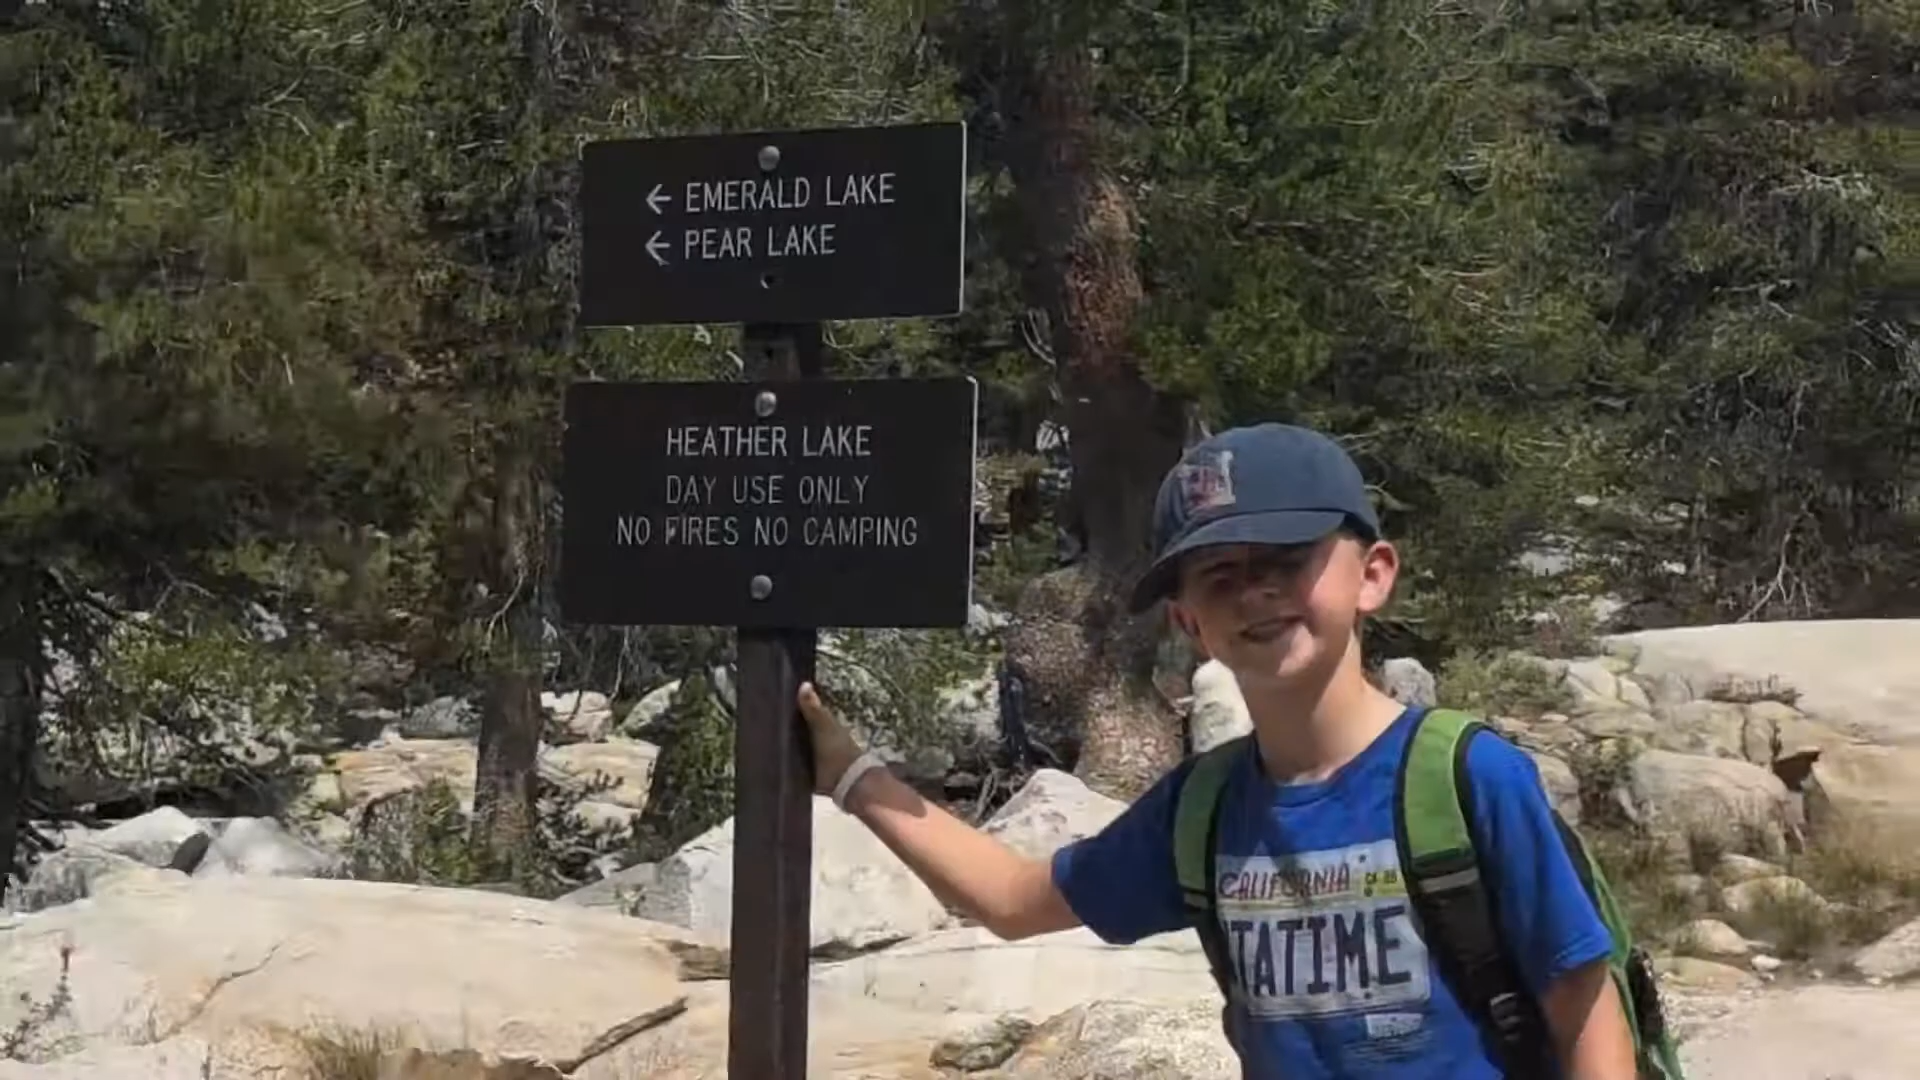 ← EMERALD LAKE
← PEAR LAKE
HEATHER LAKE
DAY USE ONLY
NO FIRES NO CAMPING
CALIFORNIA
TATIME